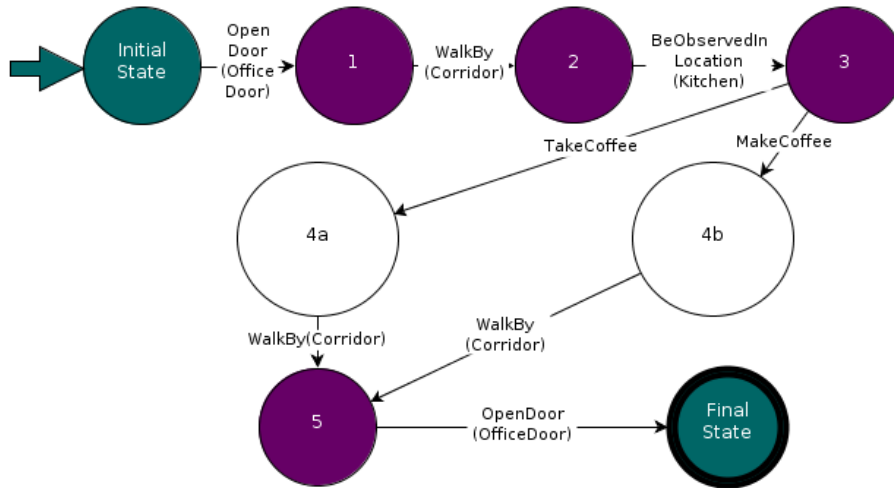 Initial
State
Open
Door
(Office
Door)
1
WalkBy
(Corridor)
2
BeObservedIn
Location
(Kitchen)
3
TakeCoffee
MakeCoffee
4a
4b
WalkBy(Corridor)
WalkBy
(Corridor)
5
OpenDoor
(OfficeDoor)
Final
State